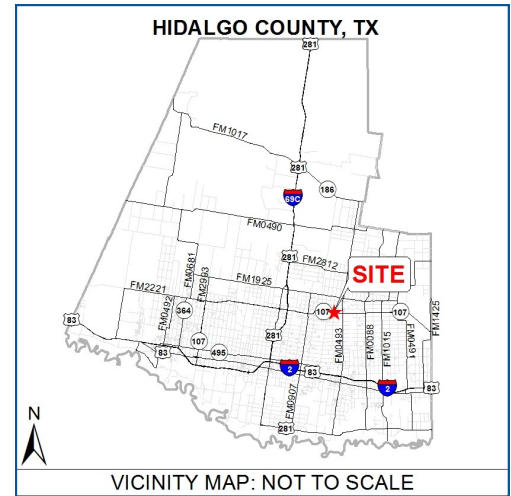 HIDALGO COUNTY, TX
281
FM1017
281
186
69C
FM0490
FM2812
FM0681
FM2993
FM1925
SITE
FM2221
FM0492
364
107
107
FM1425
83
107
495
281
FM0493
FM0088
FM1015
FM0491
83
2
83
2
83
FM0907
281
N
VICINITY MAP: NOT TO SCALE